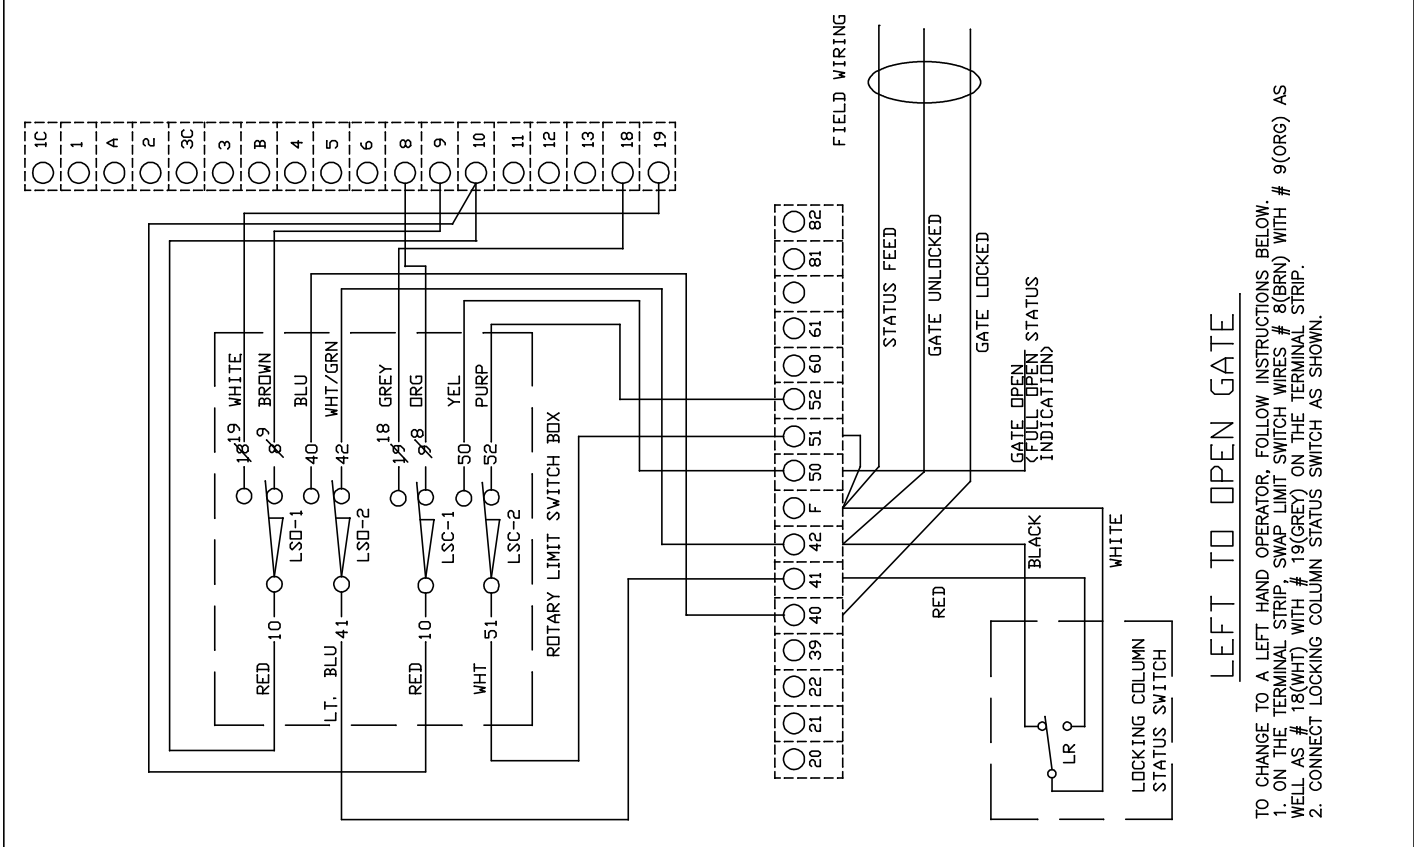 1C
1
A
2
3C
3
B
4
5
6
8
9
10
11
12
13
18
19
FIELD WIRING
STATUS FEED
GATE UNLOCKED
GATE LOCKED
82
81
61
60
52
51
50
F
42
41
40
39
22
21
20
19
18
WHITE
9
8
BROWN
40
BLU
42
WHT/GRN
18
19
GREY
8
9
ORG
50
YEL
52
PURP
LSO-1
LSO-2
LSC-1
LSC-2
10
RED
41
LT. BLU
10
RED
51
WHT
ROTARY LIMIT SWITCH BOX
GATE OPEN STATUS
(FULL OPEN
INDICATION)
BLACK
WHITE
RED
LR
LOCKING COLUMN
STATUS SWITCH
LEFT TO OPEN GATE
TO CHANGE TO A LEFT HAND OPERATOR, FOLLOW INSTRUCTIONS BELOW.
1. ON THE TERMINAL STRIP, SWAP LIMIT SWITCH WIRES # 8(BRN) WITH # 9(ORG) AS
WELL AS # 18(WHT) WITH # 19(GREY) ON THE TERMINAL STRIP.
2. CONNECT LOCKING COLUMN STATUS SWITCH AS SHOWN.